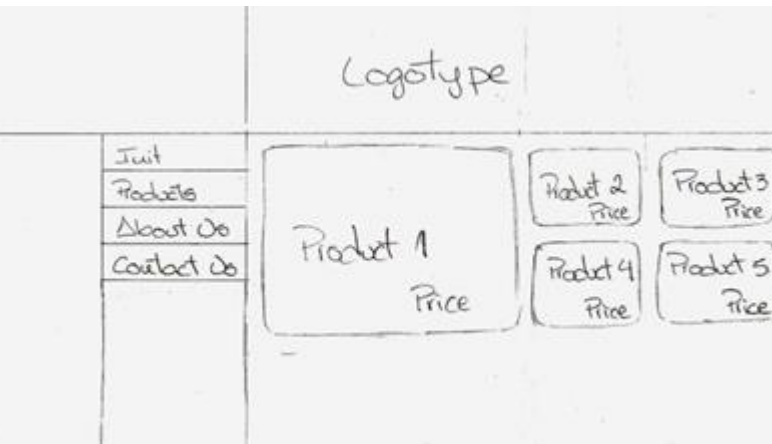 Logotype
Init
Products
About Us
Contact Us
Product 1
Price
Product 2
Price
Product 3
Price
Product 4
Price
Product 5
Price